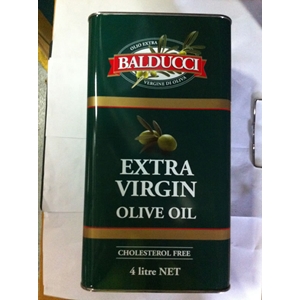 OLIO EXTRA
BALDUCCI
VERGINE DI OLIVA
EXTRA
VIRGIN
OLIVE OIL
CHOLESTEROL FREE
4 litre NET